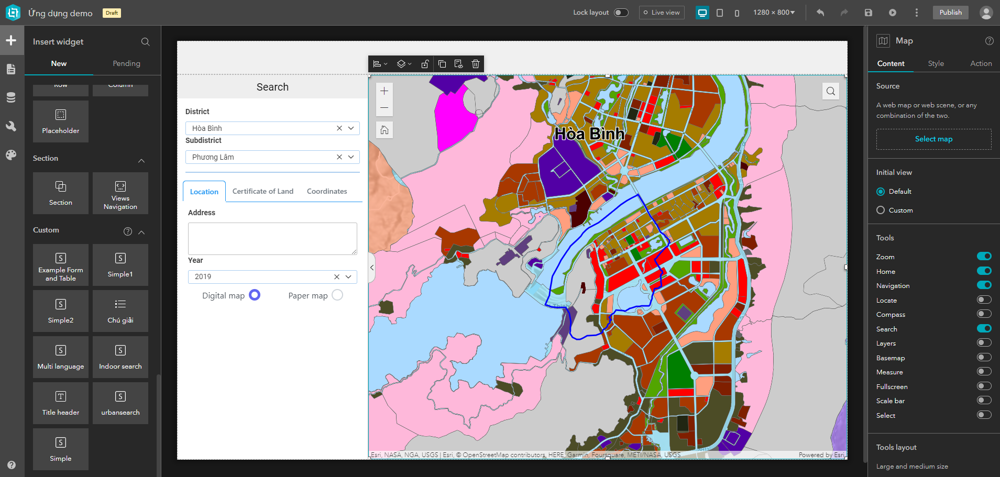 Ứng dụng demo
Draft
Lock layout
Live view
1280 × 800
Publish
Insert widget
New
Pending
Row
Column
Placeholder
Section
Section
Views
Navigation
Custom
Example Form
and Table
Simple1
Simple2
Chú giải
Multi language
Indoor search
Title header
urbansearch
Simple
Search
District
Hòa Bình
Subdistrict
Phương Lâm
Location
Certificate of Land
Coordinates
Address
Year
2019
Digital map
Paper map
Hòa Bình
Thịnh
Esri, NASA, NGA, USGS | Esri, © OpenStreetMap contributors, HERE, Garmin, Foursquare, METI/NASA, USGS
Powered by Esri
Map
Content
Style
Action
Source
A web map or web scene, or any
combination of the two.
Select map
Initial view
Default
Custom
Tools
Zoom
Home
Navigation
Locate
Compass
Search
Layers
Basemap
Measure
Fullscreen
Scale bar
Select
Tools layout
Large and medium size